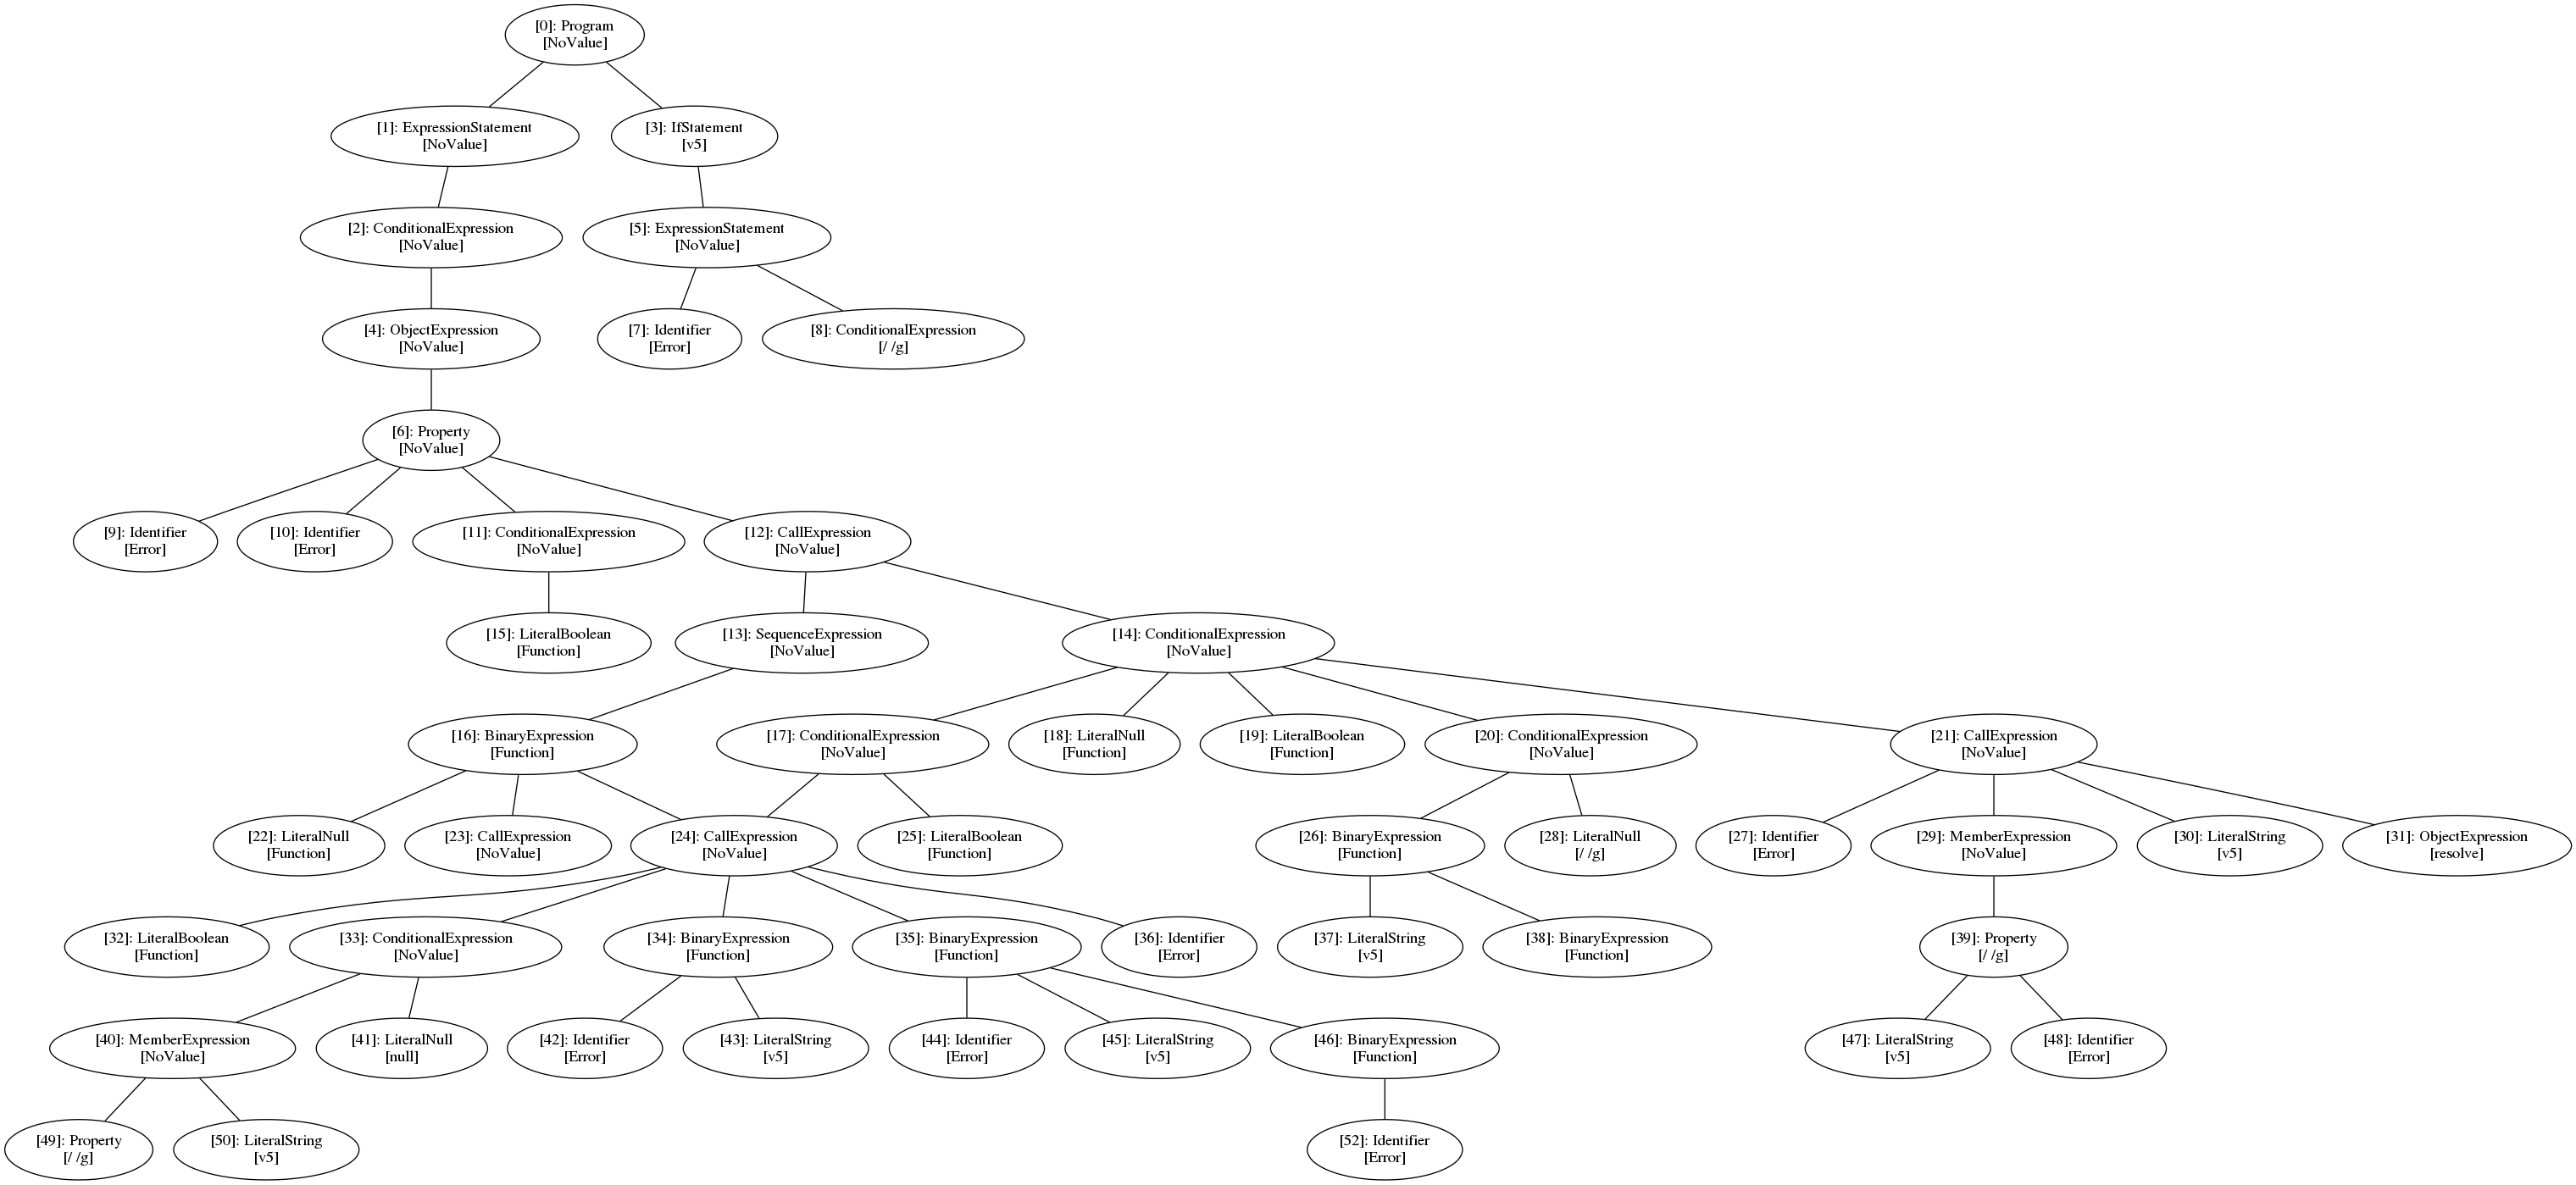 [0]: Program
[NoValue]
[1]: ExpressionStatement
[NoValue]
[3]: IfStatement
[v5]
[2]: ConditionalExpression
[NoValue]
[5]: ExpressionStatement
[NoValue]
[4]: ObjectExpression
[NoValue]
[7]: Identifier
[Error]
[8]: ConditionalExpression
[/ /g]
[6]: Property
[NoValue]
[9]: Identifier
[Error]
[10]: Identifier
[Error]
[11]: ConditionalExpression
[NoValue]
[12]: CallExpression
[NoValue]
[15]: LiteralBoolean
[Function]
[13]: SequenceExpression
[NoValue]
[14]: ConditionalExpression
[NoValue]
[16]: BinaryExpression
[Function]
[17]: ConditionalExpression
[NoValue]
[18]: LiteralNull
[Function]
[19]: LiteralBoolean
[Function]
[20]: ConditionalExpression
[NoValue]
[21]: CallExpression
[NoValue]
[22]: LiteralNull
[Function]
[23]: CallExpression
[NoValue]
[24]: CallExpression
[NoValue]
[25]: LiteralBoolean
[Function]
[26]: BinaryExpression
[Function]
[28]: LiteralNull
[/ /g]
[27]: Identifier
[Error]
[29]: MemberExpression
[NoValue]
[30]: LiteralString
[v5]
[31]: ObjectExpression
[resolve]
[32]: LiteralBoolean
[Function]
[33]: ConditionalExpression
[NoValue]
[34]: BinaryExpression
[Function]
[35]: BinaryExpression
[Function]
[36]: Identifier
[Error]
[37]: LiteralString
[v5]
[38]: BinaryExpression
[Function]
[39]: Property
[/ /g]
[40]: MemberExpression
[NoValue]
[41]: LiteralNull
[null]
[42]: Identifier
[Error]
[43]: LiteralString
[v5]
[44]: Identifier
[Error]
[45]: LiteralString
[v5]
[46]: BinaryExpression
[Function]
[47]: LiteralString
[v5]
[48]: Identifier
[Error]
[49]: Property
[/ /g]
[50]: LiteralString
[v5]
[52]: Identifier
[Error]